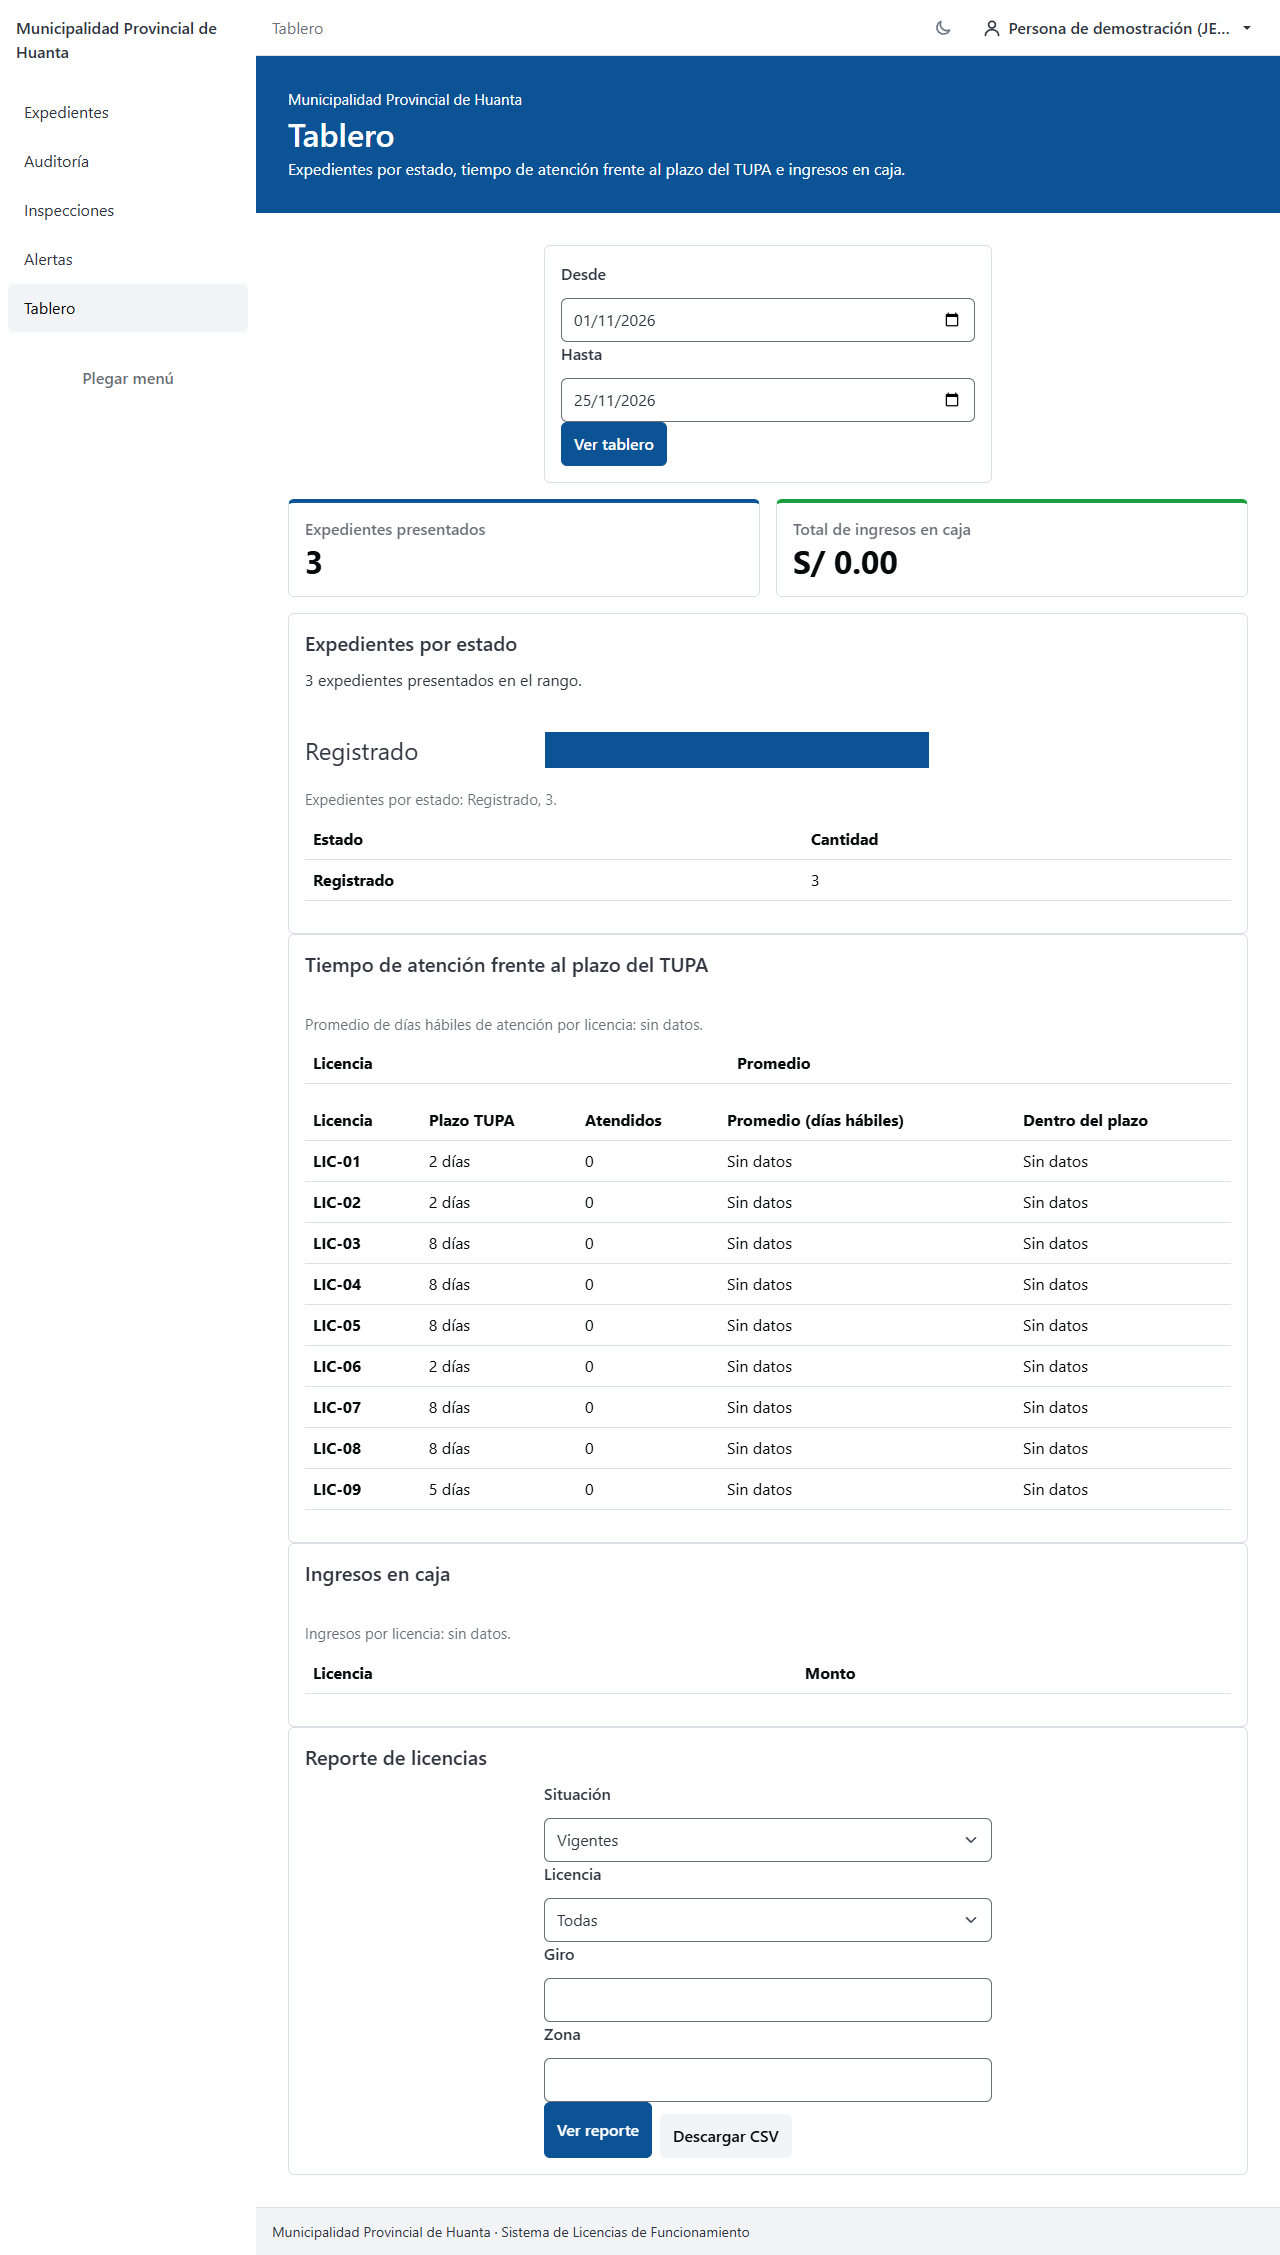 Municipalidad Provincial de
Huanta
Expedientes
Auditoría
Inspecciones
Alertas
Tablero
Plegar menú
Tablero
Persona de demostración (JE...
Municipalidad Provincial de Huanta
Tablero
Expedientes por estado, tiempo de atención frente al plazo del TUPA e ingresos en caja.
Desde
01/11/2026
Hasta
25/11/2026
Ver tablero
Expedientes presentados
3
Total de ingresos en caja
S/ 0.00
Expedientes por estado
3 expedientes presentados en el rango.
Registrado
Expedientes por estado: Registrado, 3.
Estado Cantidad
Registrado 3
Tiempo de atención frente al plazo del TUPA
Promedio de días hábiles de atención por licencia: sin datos.
Licencia Promedio
Licencia Plazo TUPA Atendidos Promedio (días hábiles) Dentro del plazo
LIC-01 2 días 0 Sin datos Sin datos
LIC-02 2 días 0 Sin datos Sin datos
LIC-03 8 días 0 Sin datos Sin datos
LIC-04 8 días 0 Sin datos Sin datos
LIC-05 8 días 0 Sin datos Sin datos
LIC-06 2 días 0 Sin datos Sin datos
LIC-07 8 días 0 Sin datos Sin datos
LIC-08 8 días 0 Sin datos Sin datos
LIC-09 5 días 0 Sin datos Sin datos
Ingresos en caja
Ingresos por licencia: sin datos.
Licencia Monto
Reporte de licencias
Situación
Vigentes
Licencia
Todas
Giro
Zona
Ver reporte Descargar CSV
Municipalidad Provincial de Huanta · Sistema de Licencias de Funcionamiento